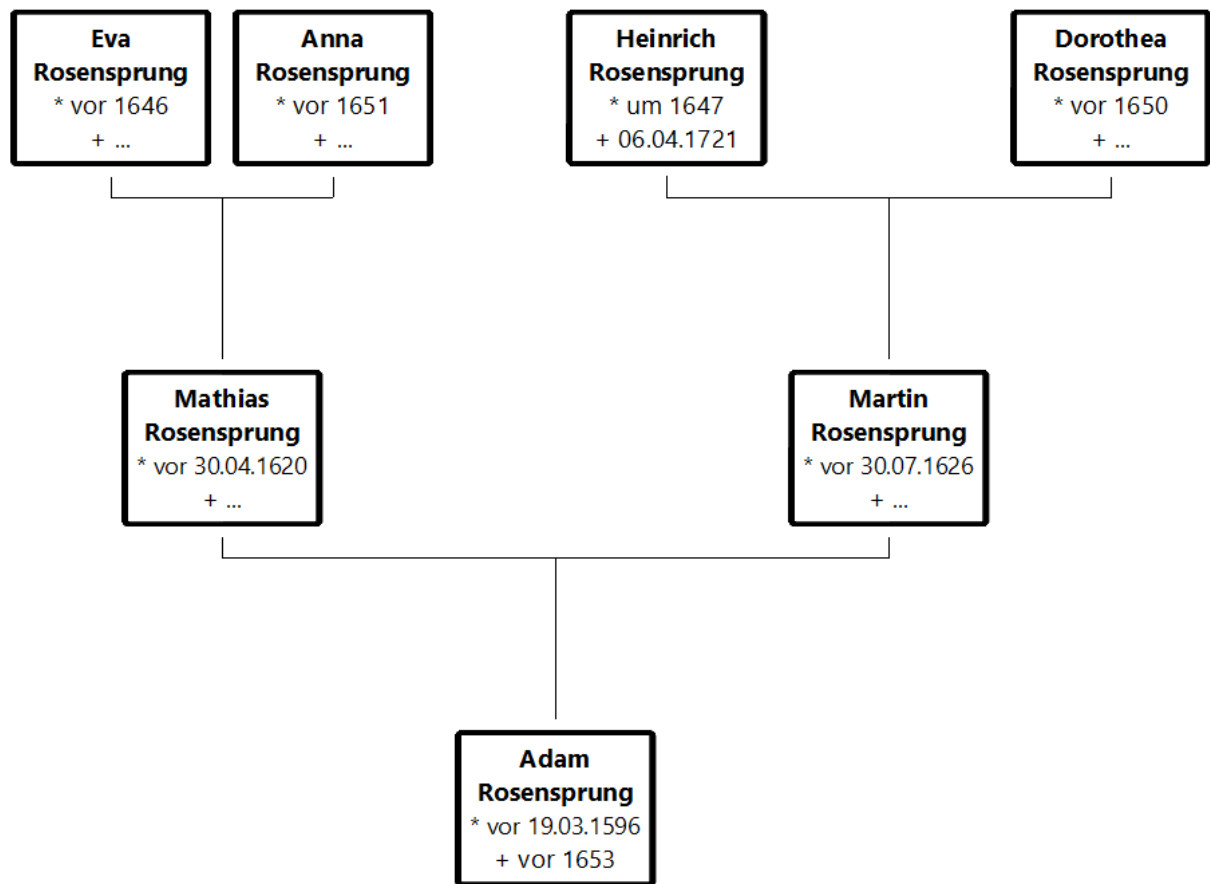 Eva
Rosensprung
* vor 1646
+ ...
Anna
Rosensprung
* vor 1651
+ ...
Heinrich
Rosensprung
* um 1647
+ 06.04.1721
Dorothea
Rosensprung
* vor 1650
+ ...
Mathias
Rosensprung
* vor 30.04.1620
+ ...
Martin
Rosensprung
* vor 30.07.1626
+ ...
Adam
Rosensprung
* vor 19.03.1596
+ vor 1653